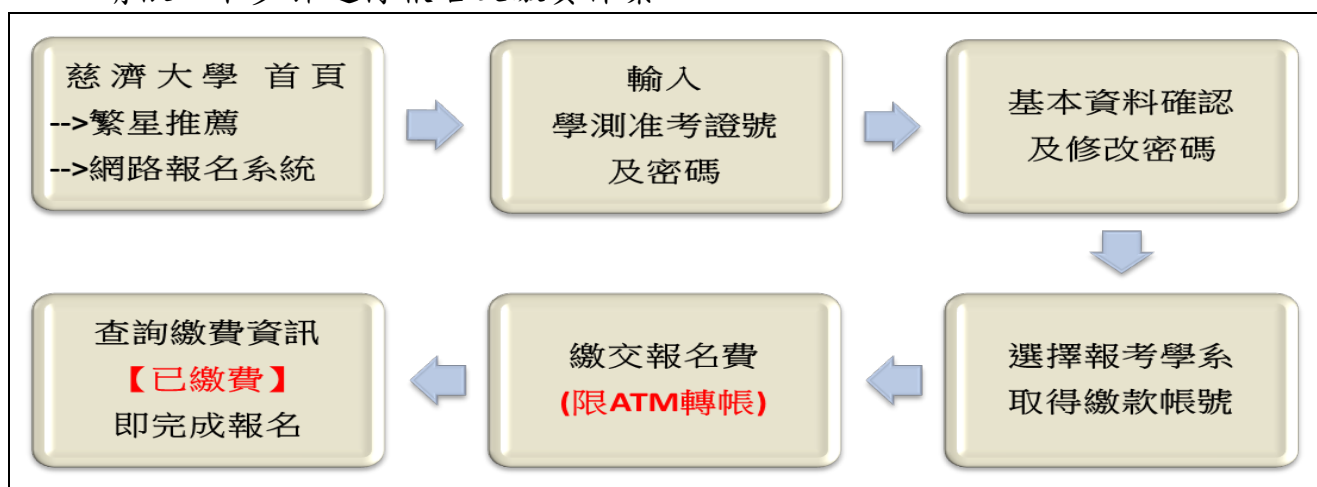 慈濟大學 首頁
-->繁星推薦
-->網路報名系統
輸入
學測准考證號
及密碼
基本資料確認
及修改密碼
選擇報考學系
取得繳款帳號
繳交報名費
(限ATM轉帳)
查詢繳費資訊
【已繳費】
即完成報名